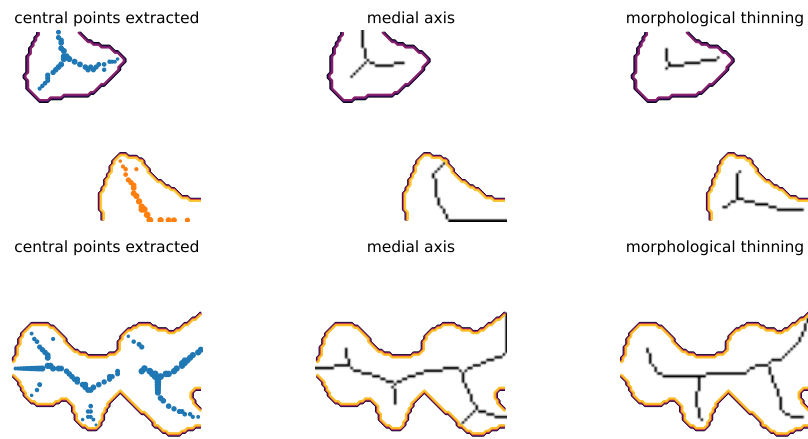 central points extracted
medial axis
morphological thinning
central points extracted
medial axis
morphological thinning